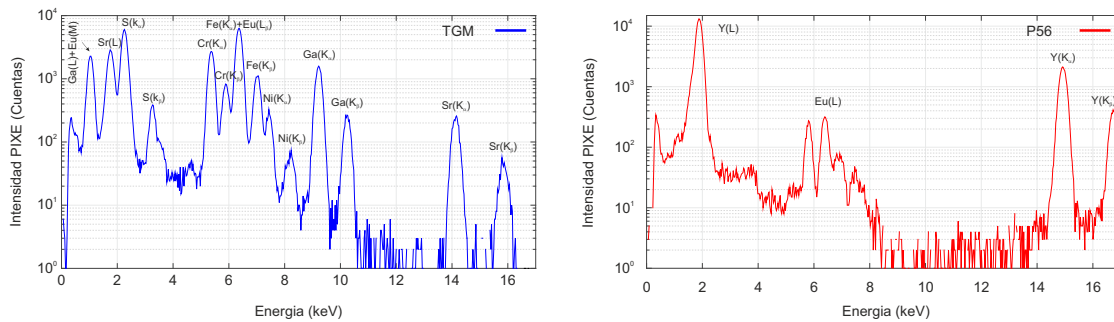 Intensidad PIXE (Cuentas)
10⁴
10³
10²
10¹
10⁰
0 2 4 6 8 10 12 14 16
Energia (keV)
TGM
Ga(L)+Eu(M)
Sr(L)
S(kα)
S(kβ)
Cr(Kα)
Cr(Kβ)
Fe(Kα)+Eu(Lβ)
Fe(Kβ)
Ni(Kα)
Ni(Kβ)
Ga(Kα)
Ga(Kβ)
Sr(Kα)
Sr(Kβ)
Intensidad PIXE (Cuentas)
10⁴
10³
10²
10¹
10⁰
0 2 4 6 8 10 12 14 16
Energia (keV)
P56
Y(L)
Eu(L)
Y(Kα)
Y(Kβ